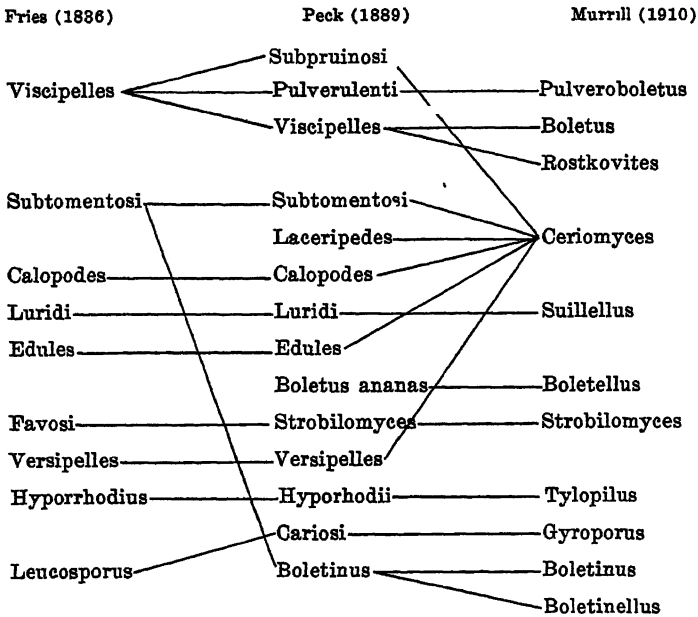 Fries (1836) Peck (1889) Murrill (1910)
Subpruinosi
Viscipelles Pulverulenti Pulveroboletus
Viscipelles Boletus
Rostkovites
Subtomentosi Subtomentosi
Laceripedes Ceriomyces
Calopodes Calopodes
Luridi Luridi Suillellus
Edules Edules
Boletus ananas Boletellus
Favosi Strobilomyces Strobilomyces
Versipelles Versipelles
Hyporrhodius Hyporhodii Tylopilus
Cariosi Gyroporus
Leucosporus Boletinus Boletinus
Boletinellus